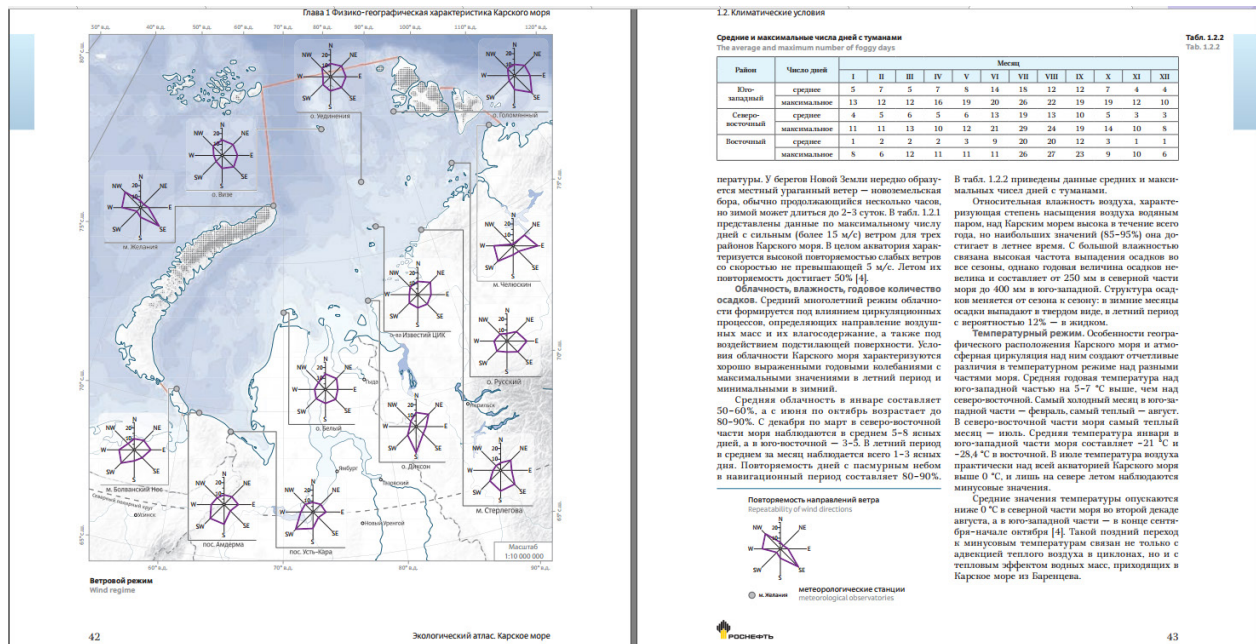 Глава 1 Физико-географическая характеристика Карского моря
NW N NE
W E
SW S SE
о. Уединения
о. Голомянный
о. Визе
м. Желания
м. Челюскин
о-ва Известий ЦИК
о. Русский
о. Белый
о. Диксон
м. Стерлегова
м. Болванский Нос
пос. Амдерма
пос. Усть-Кара
Ямбург
Новый Уренгой
Усинск
Северный полярный круг
Масштаб
1:10 000 000
60° в.д. 70° в.д. 80° в.д. 90° в.д.
Ветровой режим
Wind regime
42
Экологический атлас. Карское море
1.2. Климатические условия
Средние и максимальные числа дней с туманами
The average and maximum number of foggy days
Табл. 1.2.2
Tab. 1.2.2
Район Число дней Месяц
I II III IV V VI VII VIII IX X XI XII
Юго-западный среднее 5 7 5 7 8 14 18 12 12 7 4 4
максимальное 13 12 12 16 19 20 26 22 19 19 12 10
Северо-восточный среднее 4 5 6 5 6 13 19 13 10 5 3 3
максимальное 11 11 13 10 12 21 29 24 19 14 10 8
Восточный среднее 1 2 2 2 3 9 20 20 12 3 1 1
максимальное 8 6 12 11 11 11 26 27 23 9 10 6
пературы. У берегов Новой Земли нередко образу-
ется местный ураганный ветер — новоземельская
бора, обычно продолжающийся несколько часов,
но зимой может длиться до 2–3 суток. В табл. 1.2.1
представлены данные по максимальному числу
дней с сильным (более 15 м/с) ветром для трех
районов Карского моря. В целом акватория харак-
теризуется высокой повторяемостью слабых ветров
со скоростью не превышающей 5 м/с. Летом их
повторяемость достигает 50% [4].
Облачность, влажность, годовое количество
осадков. Средний многолетний режим облачно-
сти формируется под влиянием циркуляционных
процессов, определяющих направление воздуш-
ных масс и их влагосодержание, а также под
воздействием подстилающей поверхности. Усло-
вия облачности Карского моря характеризуются
хорошо выраженными годовыми колебаниями с
максимальными значениями в летний период и
минимальными в зимний.
Средняя облачность в январе составляет
50–60%, а с июня по октябрь возрастает до
80–90%. С декабря по март в северо-восточной
части моря наблюдаются в среднем 5–8 ясных
дней, а в юго-восточной — 3–5. В летний период
в среднем за месяц наблюдается всего 1–3 ясных
дня. Повторяемость дней с пасмурным небом
в навигационный период составляет 80–90%.
Повторяемость направлений ветра
Repeatability of wind directions
NW N NE
W E
SW S SE
м. Желания
метеорологические станции
meteorological observatories
В табл. 1.2.2 приведены данные средних и макси-
мальных чисел дней с туманами.
Относительная влажность воздуха, характе-
ризующая степень насыщения воздуха водяным
паром, над Карским морем высока в течение всего
года, но наибольших значений (85–95%) она до-
стигает в летнее время. С большой влажностью
связана высокая частота выпадения осадков во
все сезоны, однако годовая величина осадков не-
велика и составляет от 250 мм в северной части
моря до 400 мм в юго-западной. Структура осад-
ков меняется от сезона к сезону: в зимние месяцы
осадки выпадают в твердом виде, в летний период
с вероятностью 12% — в жидком.
Температурный режим. Особенности геогра-
фического расположения Карского моря и атмо-
сферная циркуляция над ним создают отчетливые
различия в температурном режиме над разными
частями моря. Средняя годовая температура над
юго-западной частью на 5–7 °C выше, чем над
северо-восточной. Самый холодный месяц в юго-за-
падной части — февраль, самый теплый — август.
В северо-восточной части моря самый теплый
месяц — июль. Средняя температура января в
юго-западной части моря составляет -21 °C и
-28,4 °C в восточной. В июле температура воздуха
практически над всей акваторией Карского моря
выше 0 °C, и лишь на севере летом наблюдаются
минусовые значения.
Средние значения температуры опускаются
ниже 0 °C в северной части моря во второй декаде
августа, а в юго-западной части — в конце сентя-
бря–начале октября [4]. Такой поздний переход
к минусовым температурам связан не только с
адвекцией теплого воздуха в циклонах, но и с
тепловым эффектом водных масс, приходящих в
Карское море из Баренцева.
РОСНЕФТЬ
43